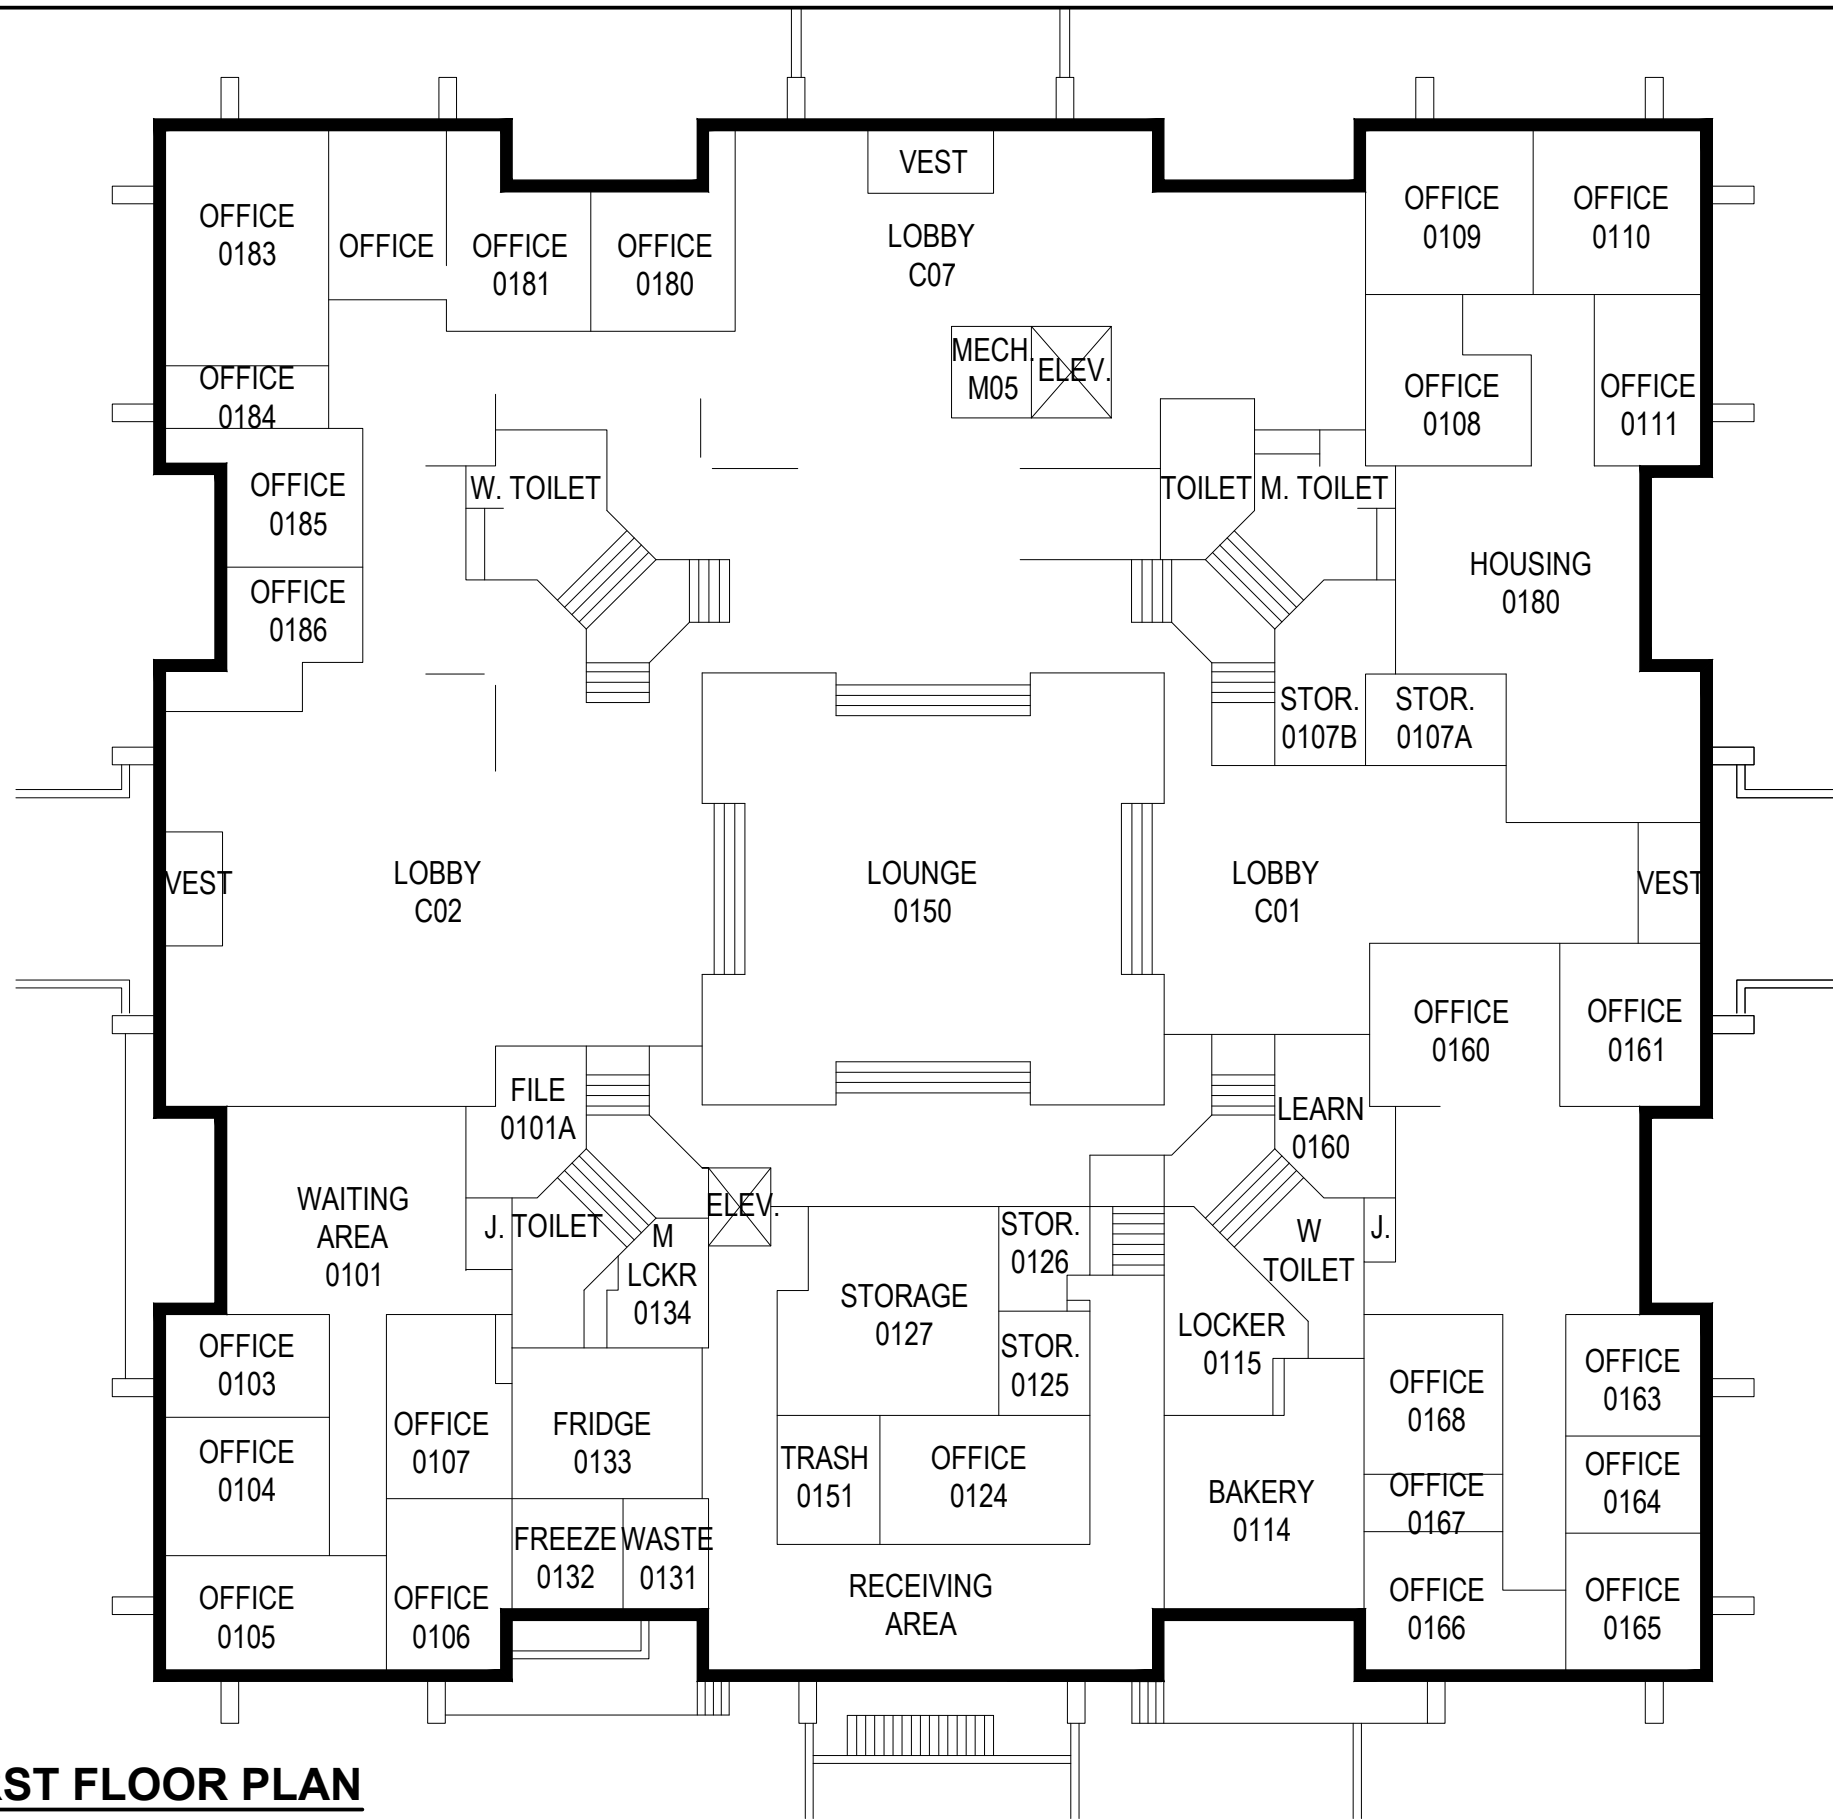 VEST
OFFICE
0183
OFFICE
OFFICE
0181
OFFICE
0180
LOBBY
C07
OFFICE
0109
OFFICE
0110
MECH.
M05
ELEV.
OFFICE
0184
OFFICE
0108
OFFICE
0111
OFFICE
0185
W. TOILET
TOILET
M. TOILET
OFFICE
0186
HOUSING
0180
STOR.
0107B
STOR.
0107A
VEST
LOBBY
C02
LOUNGE
0150
LOBBY
C01
VEST
OFFICE
0160
OFFICE
0161
FILE
0101A
LEARN
0160
WAITING
AREA
0101
J.
TOILET
M
LCKR
0134
ELEV.
STORAGE
0127
STOR.
0126
W
TOILET
J.
STOR.
0125
LOCKER
0115
OFFICE
0103
OFFICE
0107
FRIDGE
0133
OFFICE
0168
OFFICE
0163
OFFICE
0104
TRASH
0151
OFFICE
0124
BAKERY
0114
OFFICE
0167
OFFICE
0164
FREEZE
0132
WASTE
0131
OFFICE
0105
OFFICE
0106
RECEIVING
AREA
OFFICE
0166
OFFICE
0165
FLOOR PLAN